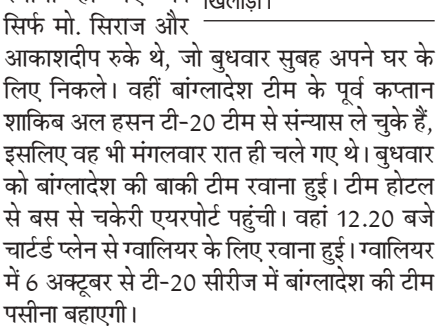 खिलाड़ी।
सिर्फ मो. सिराज और
आकाशदीप रुके थे, जो बुधवार सुबह अपने घर के
लिए निकले। वहीं बांग्लादेश टीम के पूर्व कप्तान
शाकिब अल हसन टी-20 टीम से संन्यास ले चुके हैं,
इसलिए वह भी मंगलवार रात ही चले गए थे। बुधवार
को बांग्लादेश की बाकी टीम रवाना हुई। टीम होटल
से बस से चकेरी एयरपोर्ट पहुंची। वहां 12.20 बजे
चार्टर्ड प्लेन से ग्वालियर के लिए रवाना हुई। ग्वालियर
में 6 अक्टूबर से टी-20 सीरीज में बांग्लादेश की टीम
पसीना बहाएगी।